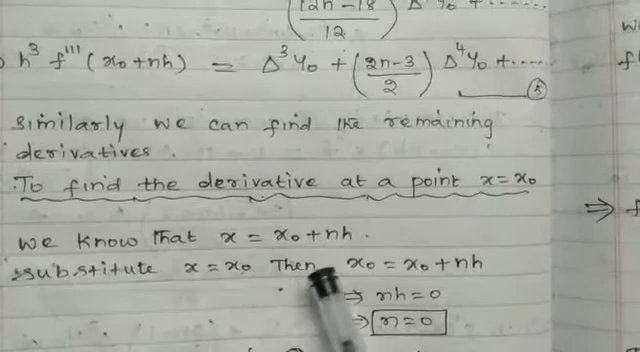 (12n-18/12) Δ⁴y₀ + ......
h³ f'''(x₀+nh) = Δ³y₀ + (2n-3/2) Δ⁴y₀ + ..... ⑤
Similarly we can find the remaining
derivatives.
To find the derivative at a point x = x₀
we know that x = x₀ + nh.
substitute x = x₀ Then x₀ = x₀ + nh
⇒ nh = 0
⇒ n = 0
⇒ f